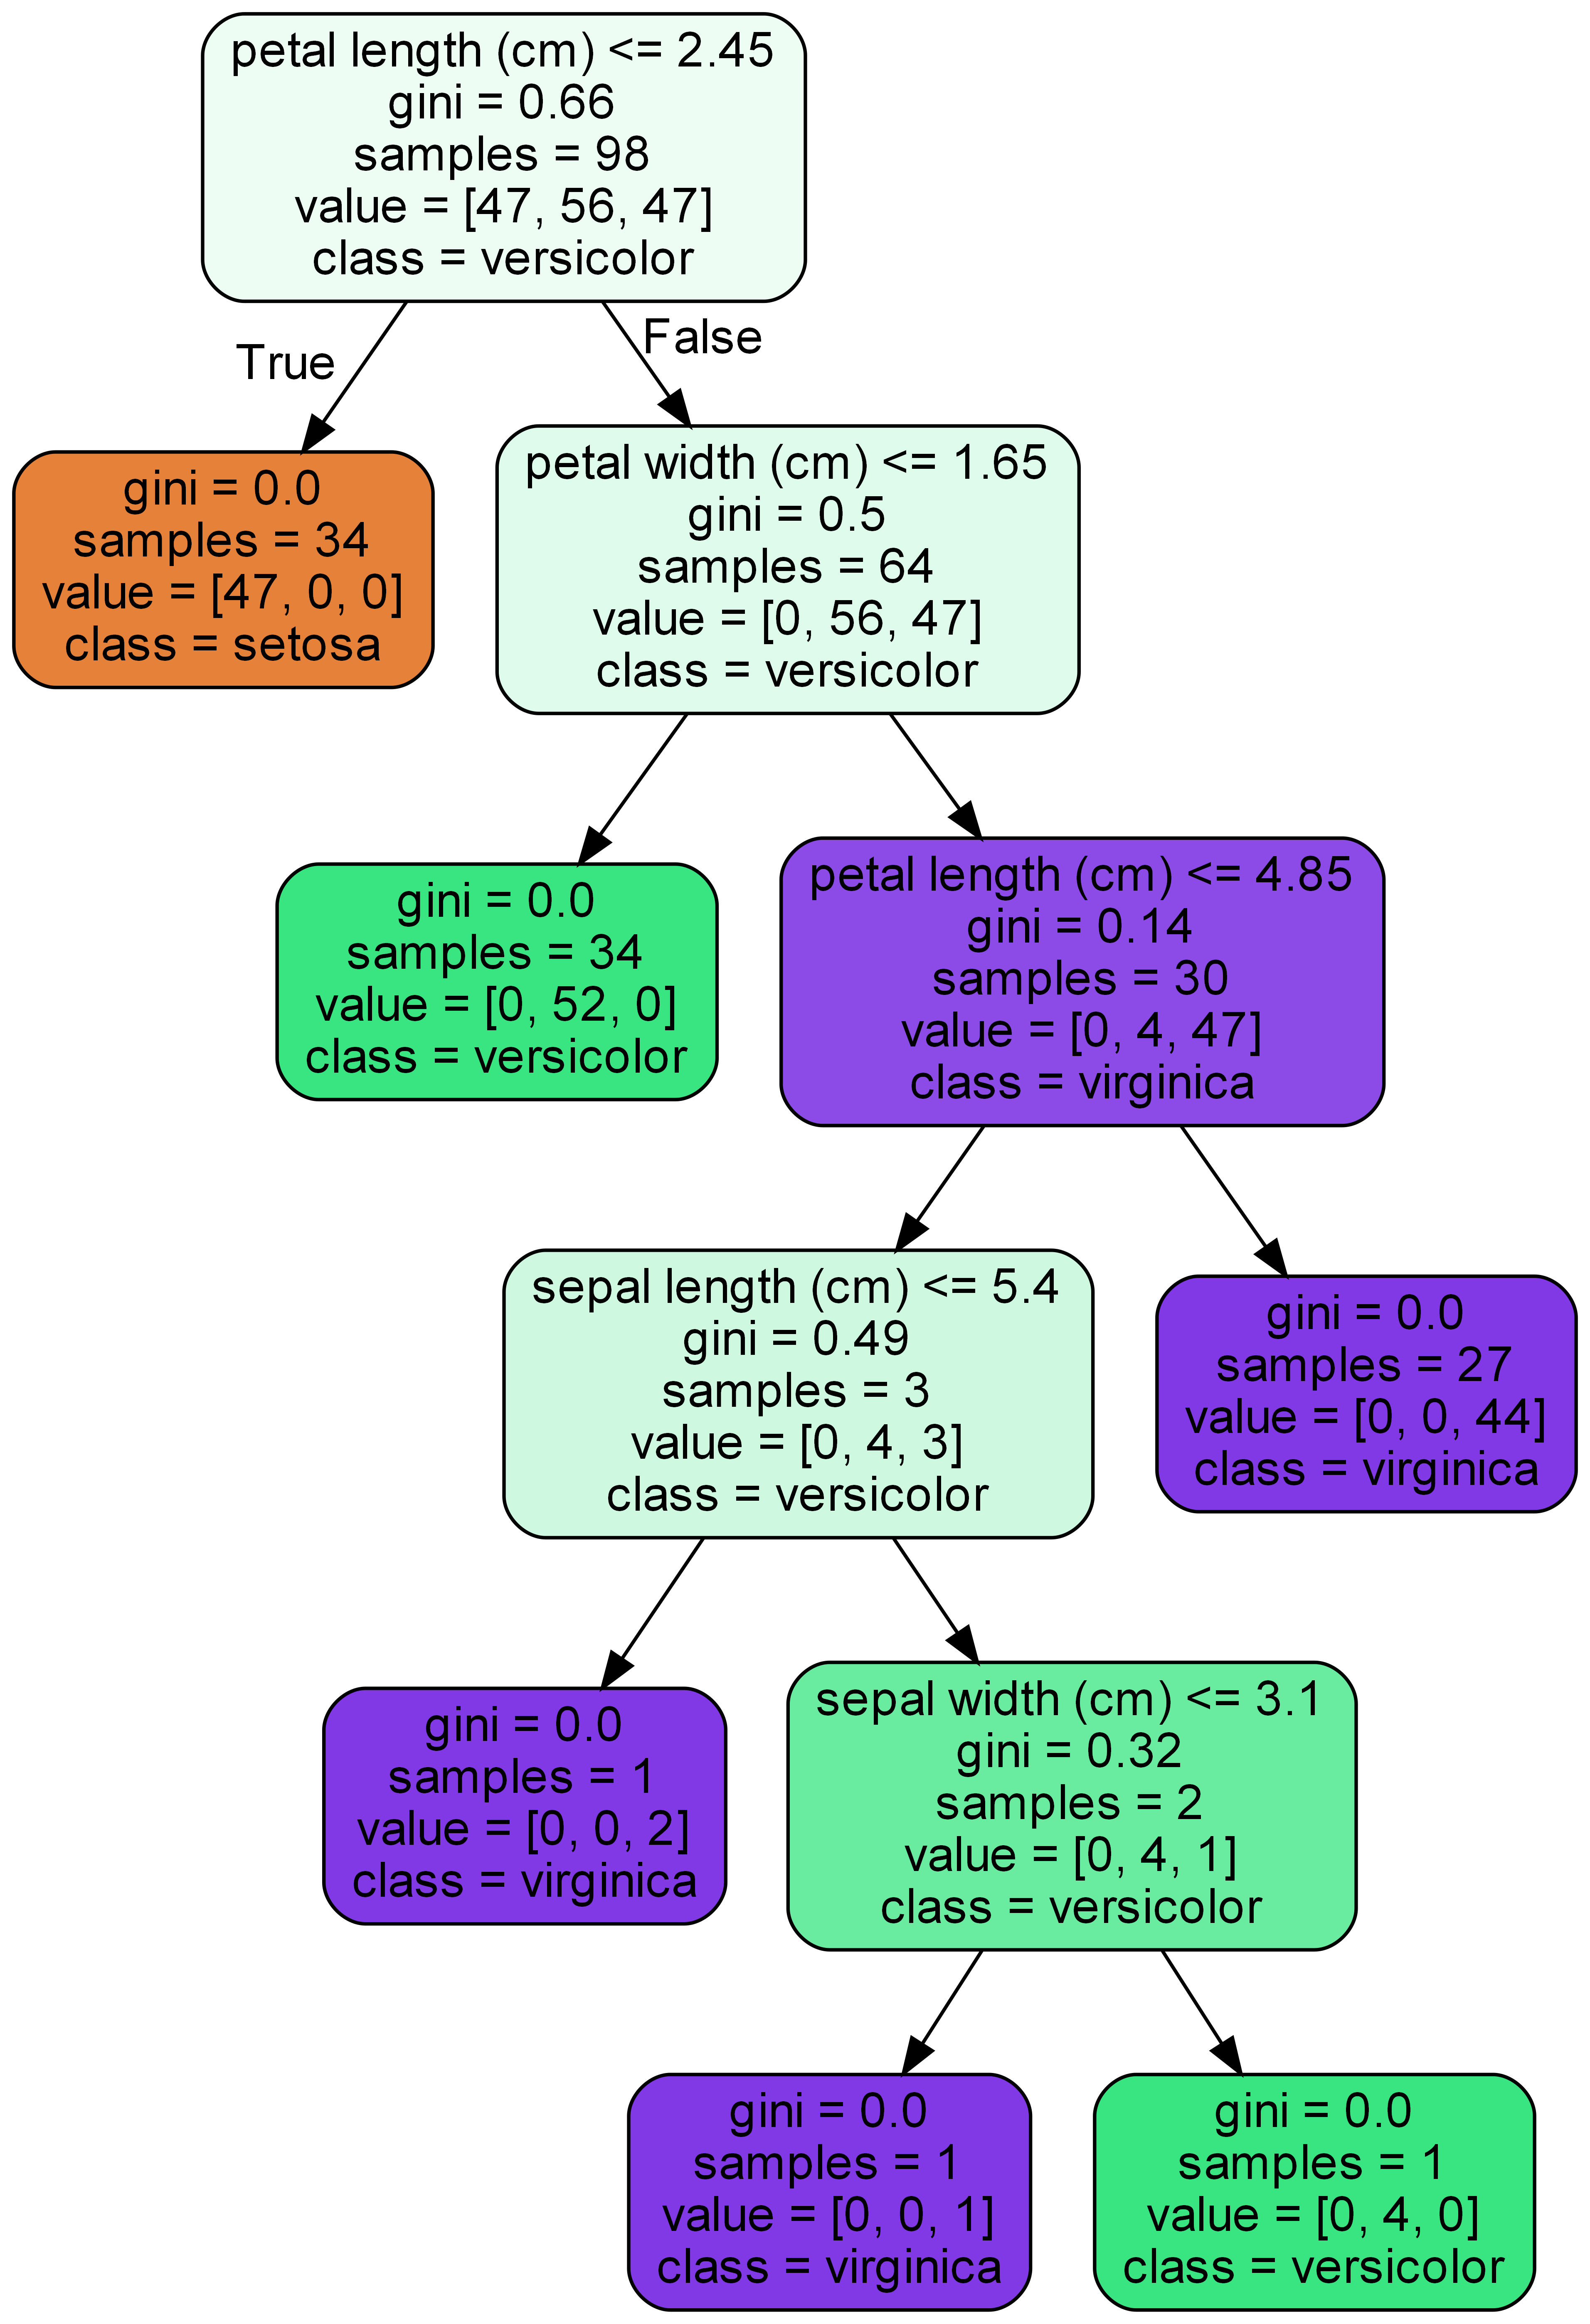 petal length (cm) <= 2.45
gini = 0.66
samples = 98
value = [47, 56, 47]
class = versicolor
True
False
gini = 0.0
samples = 34
value = [47, 0, 0]
class = setosa
petal width (cm) <= 1.65
gini = 0.5
samples = 64
value = [0, 56, 47]
class = versicolor
gini = 0.0
samples = 34
value = [0, 52, 0]
class = versicolor
petal length (cm) <= 4.85
gini = 0.14
samples = 30
value = [0, 4, 47]
class = virginica
sepal length (cm) <= 5.4
gini = 0.49
samples = 3
value = [0, 4, 3]
class = versicolor
gini = 0.0
samples = 27
value = [0, 0, 44]
class = virginica
gini = 0.0
samples = 1
value = [0, 0, 2]
class = virginica
sepal width (cm) <= 3.1
gini = 0.32
samples = 2
value = [0, 4, 1]
class = versicolor
gini = 0.0
samples = 1
value = [0, 0, 1]
class = virginica
gini = 0.0
samples = 1
value = [0, 4, 0]
class = versicolor